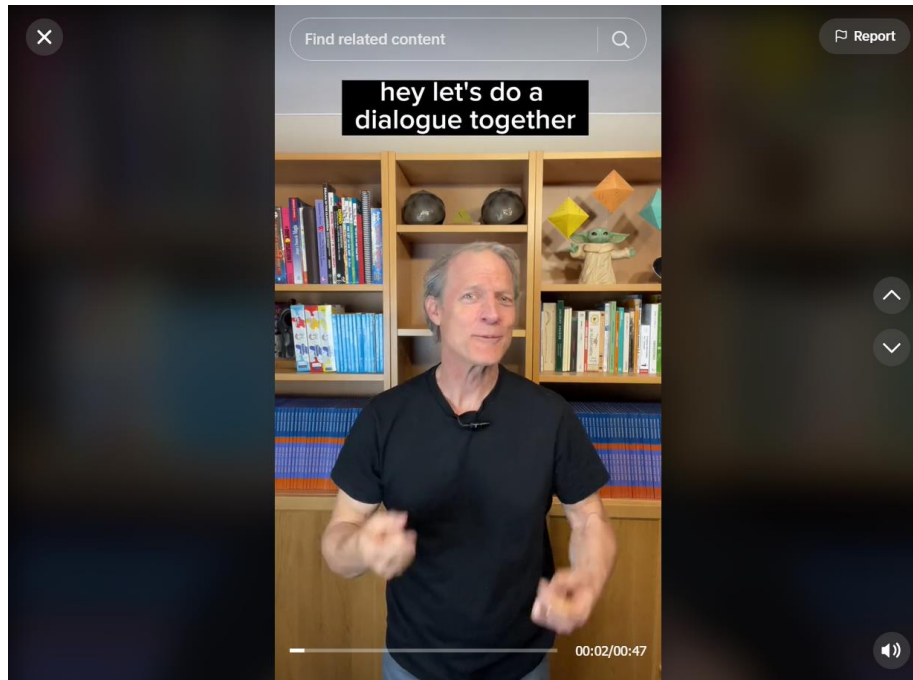 Find related content
Report
hey let's do a
dialogue together
00:02/00:47